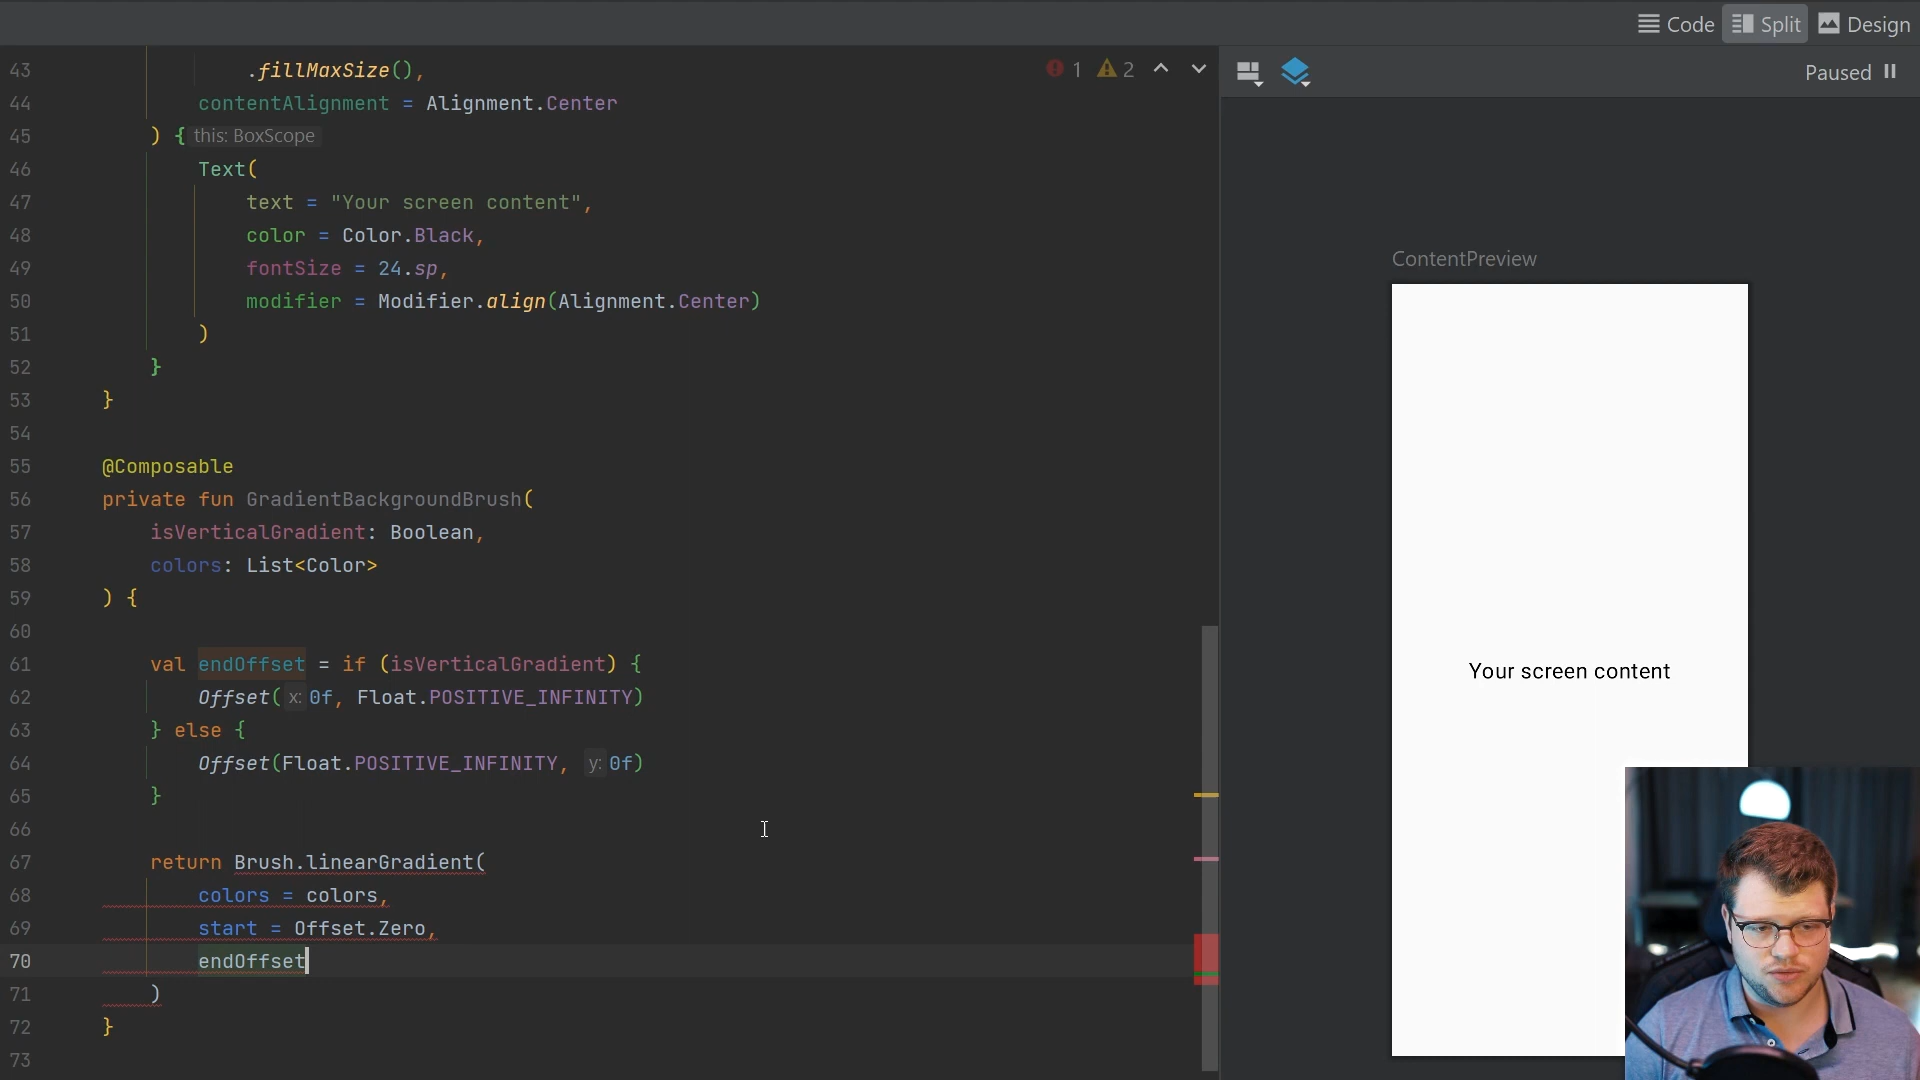 Code Split Design
43 .fillMaxSize(), 1 2 Paused
44 contentAlignment = Alignment.Center
45 ) { this: BoxScope
46 Text(
47 text = "Your screen content",
48 color = Color.Black,
49 fontSize = 24.sp,
ContentPreview
50 modifier = Modifier.align(Alignment.Center)
51 )
52 }
53 }
54
55 @Composable
56 private fun GradientBackgroundBrush(
57 isVerticalGradient: Boolean,
58 colors: List<Color>
59 ) {
60
61 val endOffset = if (isVerticalGradient) {
Your screen content
62 Offset( x: 0f, Float.POSITIVE_INFINITY)
63 } else {
64 Offset(Float.POSITIVE_INFINITY, y: 0f)
65 }
66
67 return Brush.linearGradient(
68 colors = colors,
69 start = Offset.Zero,
70 endOffset
71 )
72 }
73